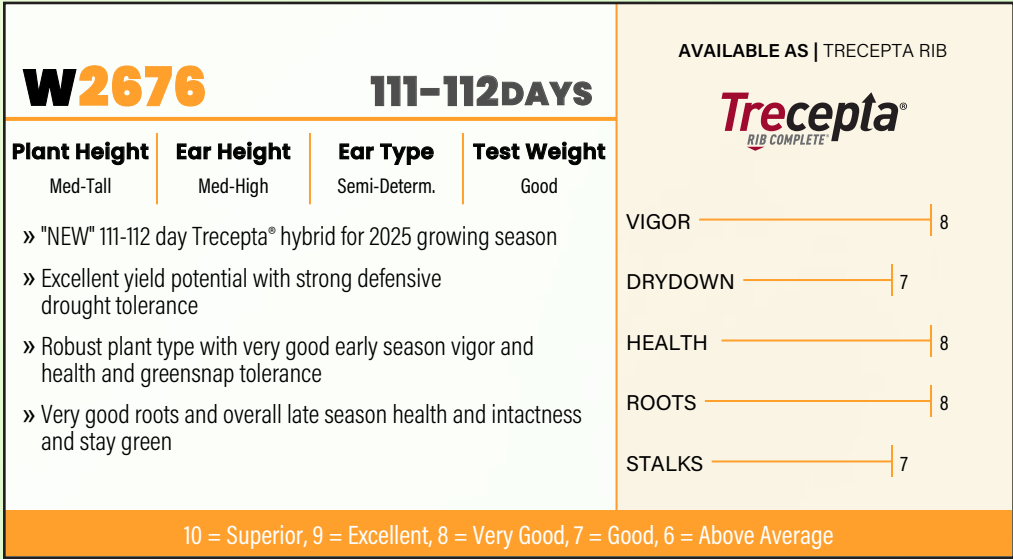 W2676
111-112DAYS
Plant Height
Med-Tall
Ear Height
Med-High
Ear Type
Semi-Determ.
Test Weight
Good
» "NEW" 111-112 day Trecepta® hybrid for 2025 growing season
» Excellent yield potential with strong defensive
drought tolerance
» Robust plant type with very good early season vigor and
health and greensnap tolerance
» Very good roots and overall late season health and intactness
and stay green
AVAILABLE AS | TRECEPTA RIB
Trecepta®
RIB COMPLETE®
VIGOR 8
DRYDOWN 7
HEALTH 8
ROOTS 8
STALKS 7
10 = Superior, 9 = Excellent, 8 = Very Good, 7 = Good, 6 = Above Average